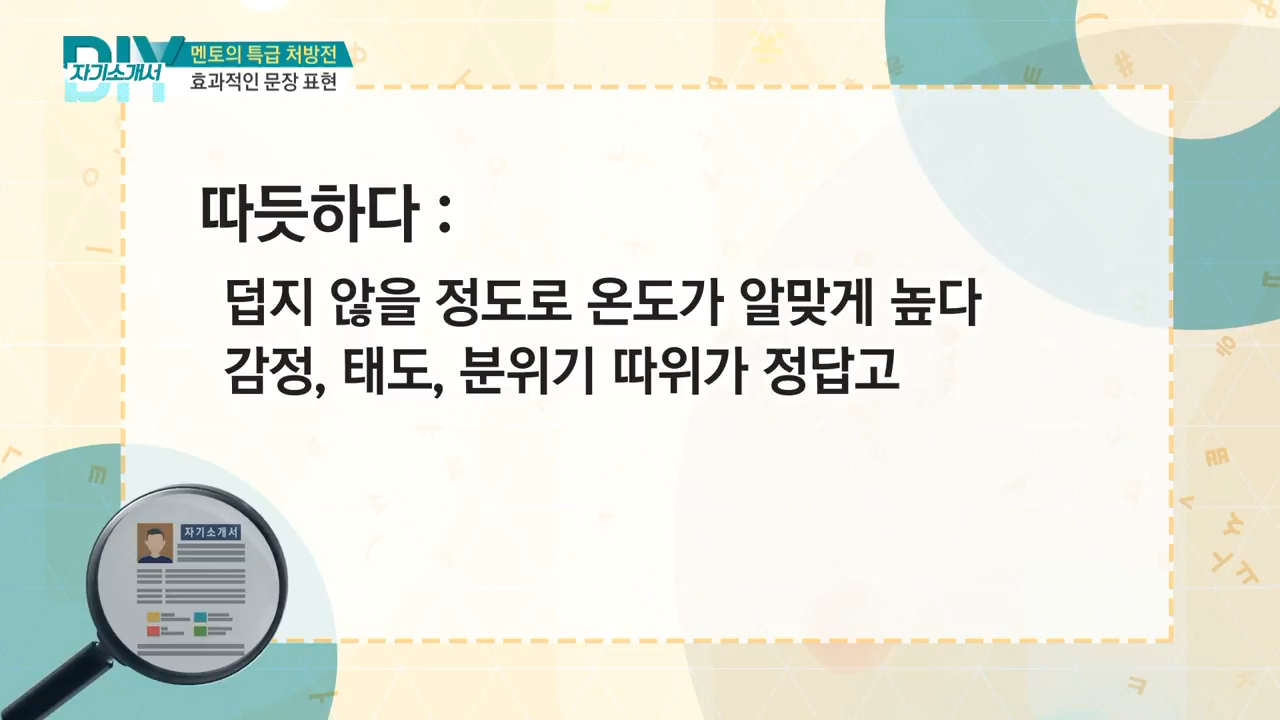 DIY
자기소개서
멘토의 특급 처방전
효과적인 문장 표현
따듯하다 :
덥지 않을 정도로 온도가 알맞게 높다
감정, 태도, 분위기 따위가 정답고
자기소개서